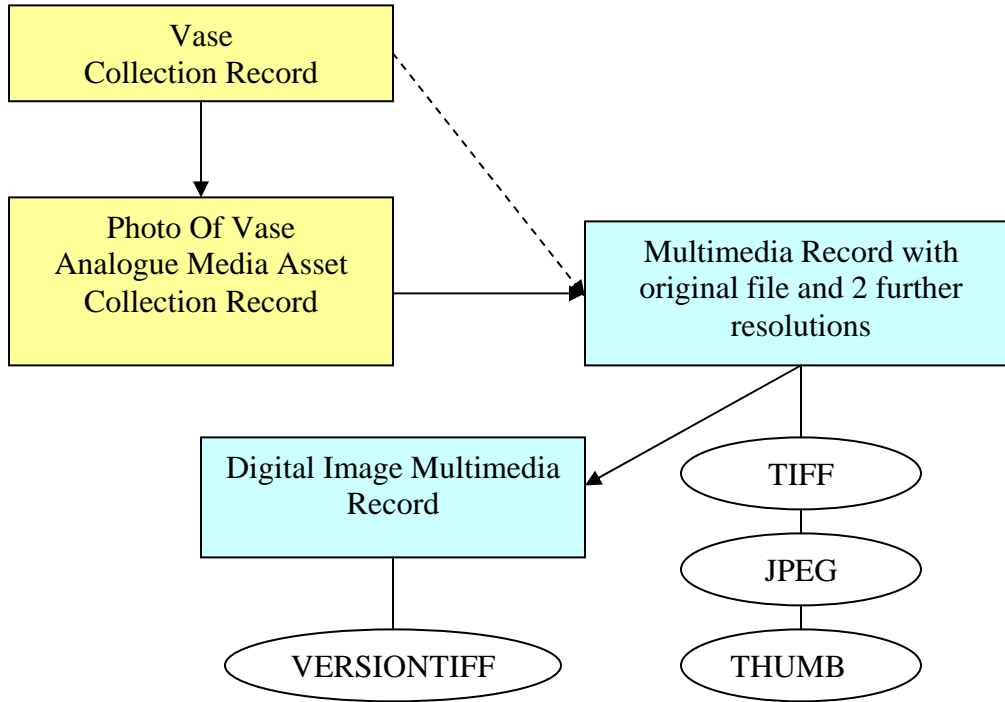 Vase
Collection Record
Photo Of Vase
Analogue Media Asset
Collection Record
Multimedia Record with
original file and 2 further
resolutions
Digital Image Multimedia
Record
TIFF
JPEG
VERSIONTIFF
THUMB